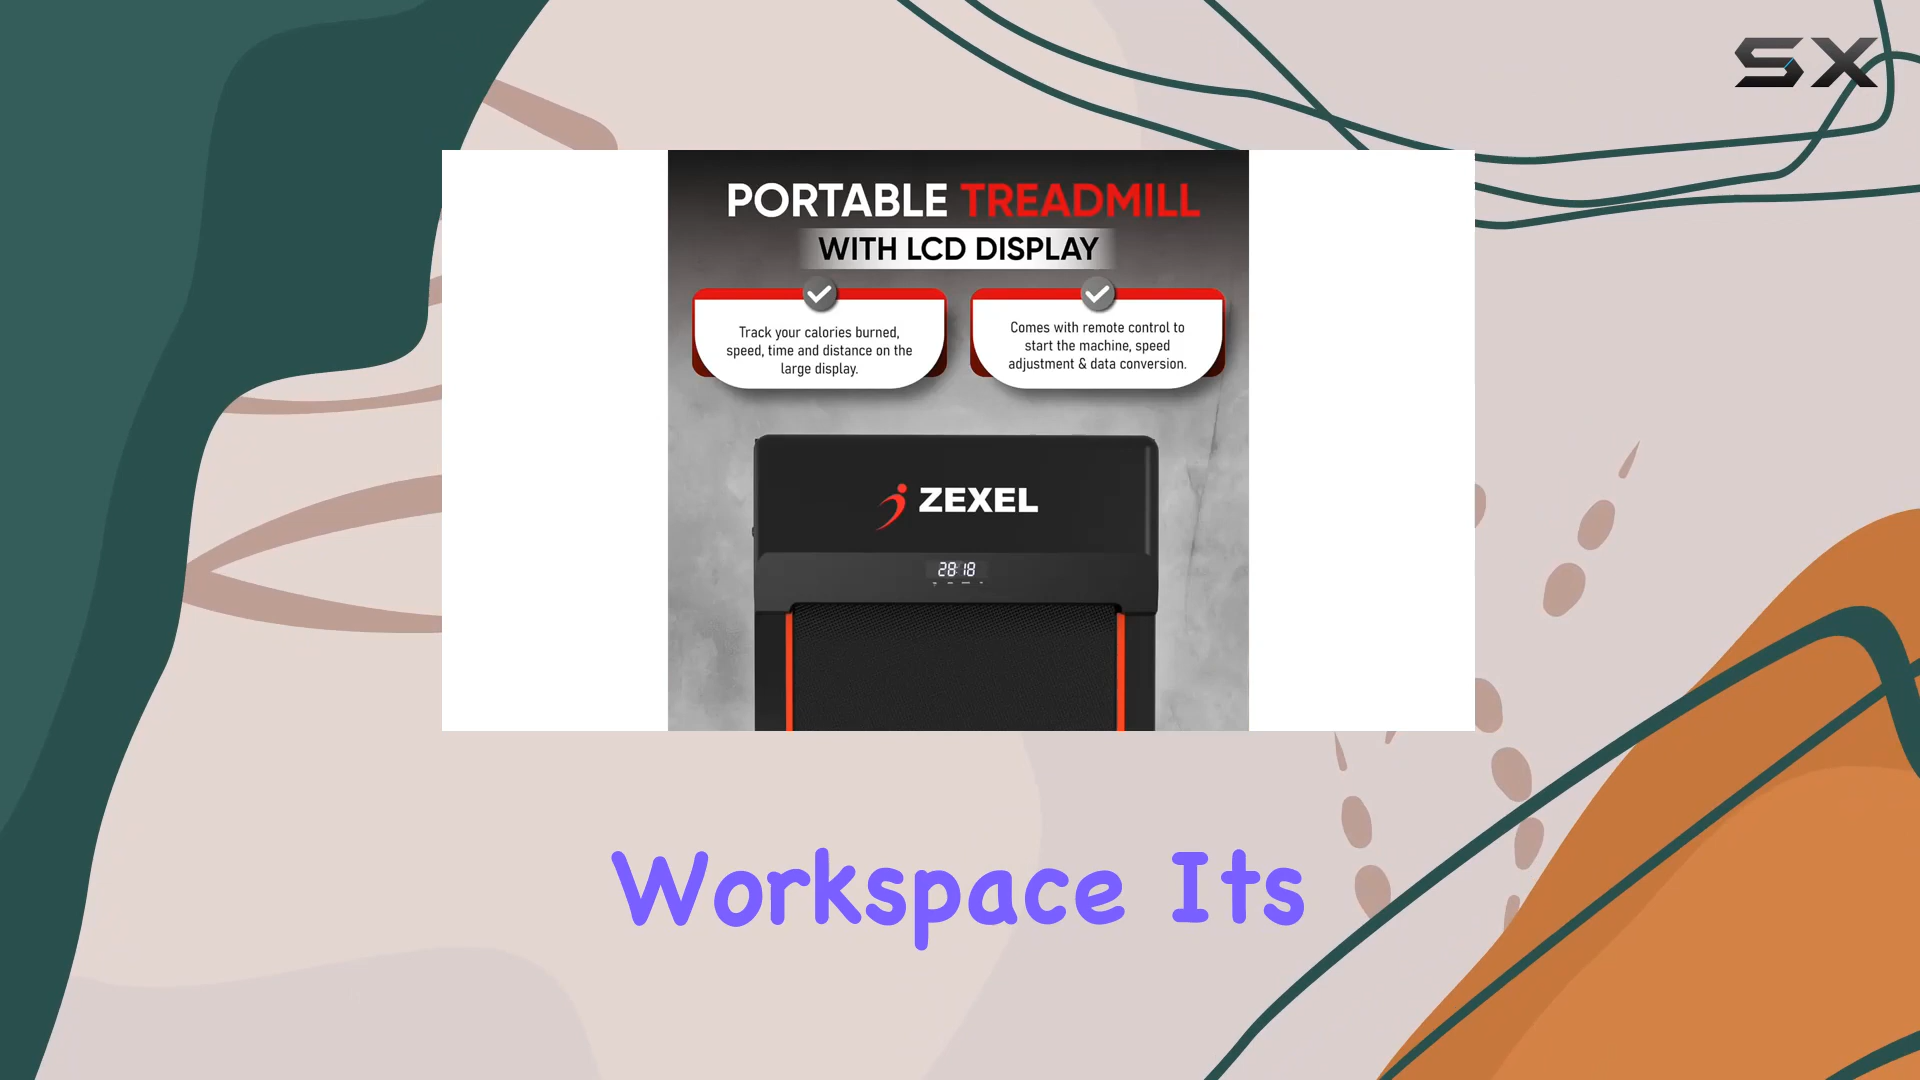 SX
PORTABLE TREADMILL
WITH LCD DISPLAY
Track your calories burned,
speed, time and distance on the
large display.
Comes with remote control to
start the machine, speed
adjustment & data conversion.
ZEXEL
28:18
Workspace Its